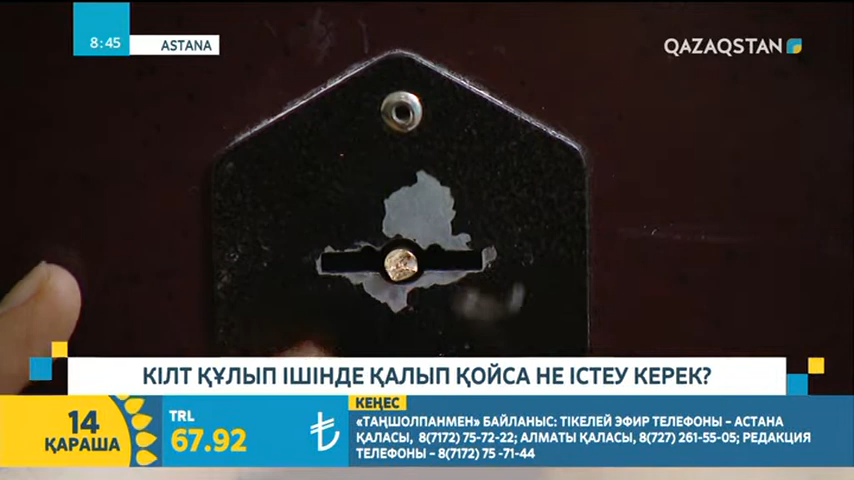 8:45
ASTANA
QAZAQSTAN
КІЛТ ҚҰЛЫП ІШІНДЕ ҚАЛЫП ҚОЙСА НЕ ІСТЕУ КЕРЕК?
14
ҚАРАША
TRL
67.92
₺
КЕҢЕС
«ТАҢШОЛПАНМЕН» БАЙЛАНЫС: ТІКЕЛЕЙ ЭФИР ТЕЛЕФОНЫ – АСТАНА
ҚАЛАСЫ, 8(7172) 75-72-22; АЛМАТЫ ҚАЛАСЫ, 8(727) 261-55-05; РЕДАКЦИЯ
ТЕЛЕФОНЫ – 8(7172) 75 -71-44